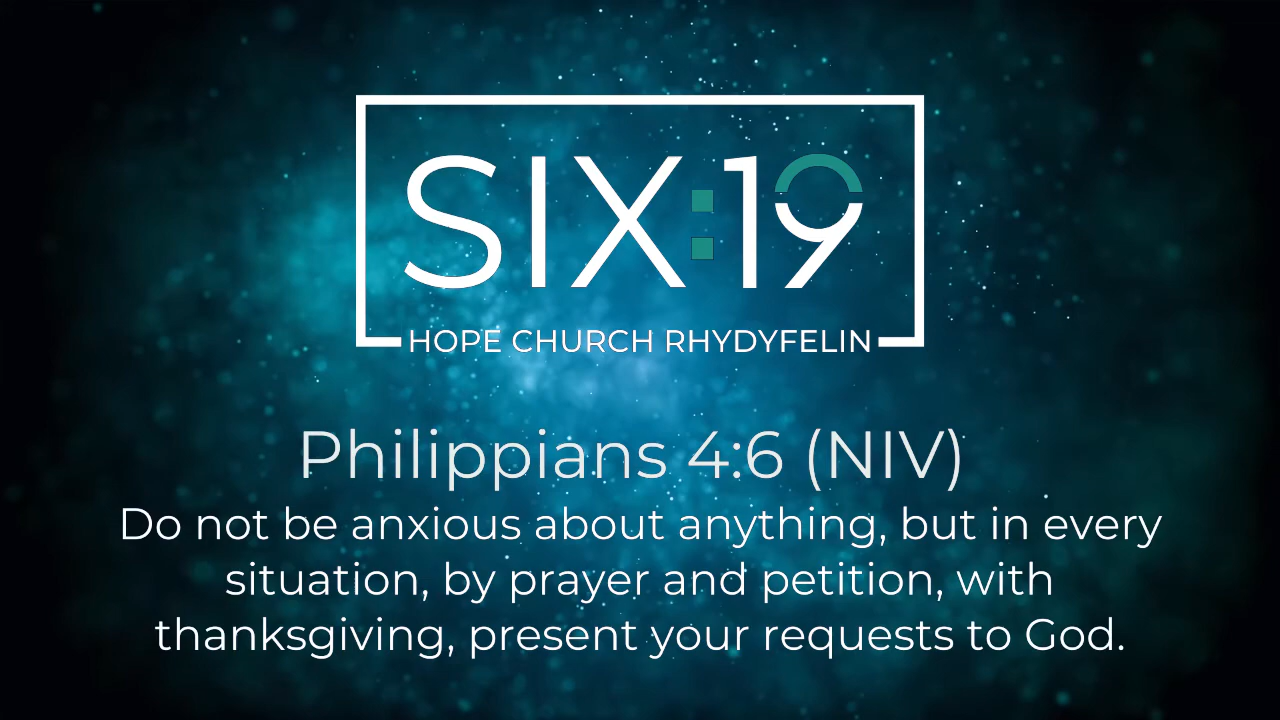 SIX:19
HOPE CHURCH RHYDYFELIN
Philippians 4:6 (NIV)
Do not be anxious about anything, but in every
situation, by prayer and petition, with
thanksgiving, present your requests to God.